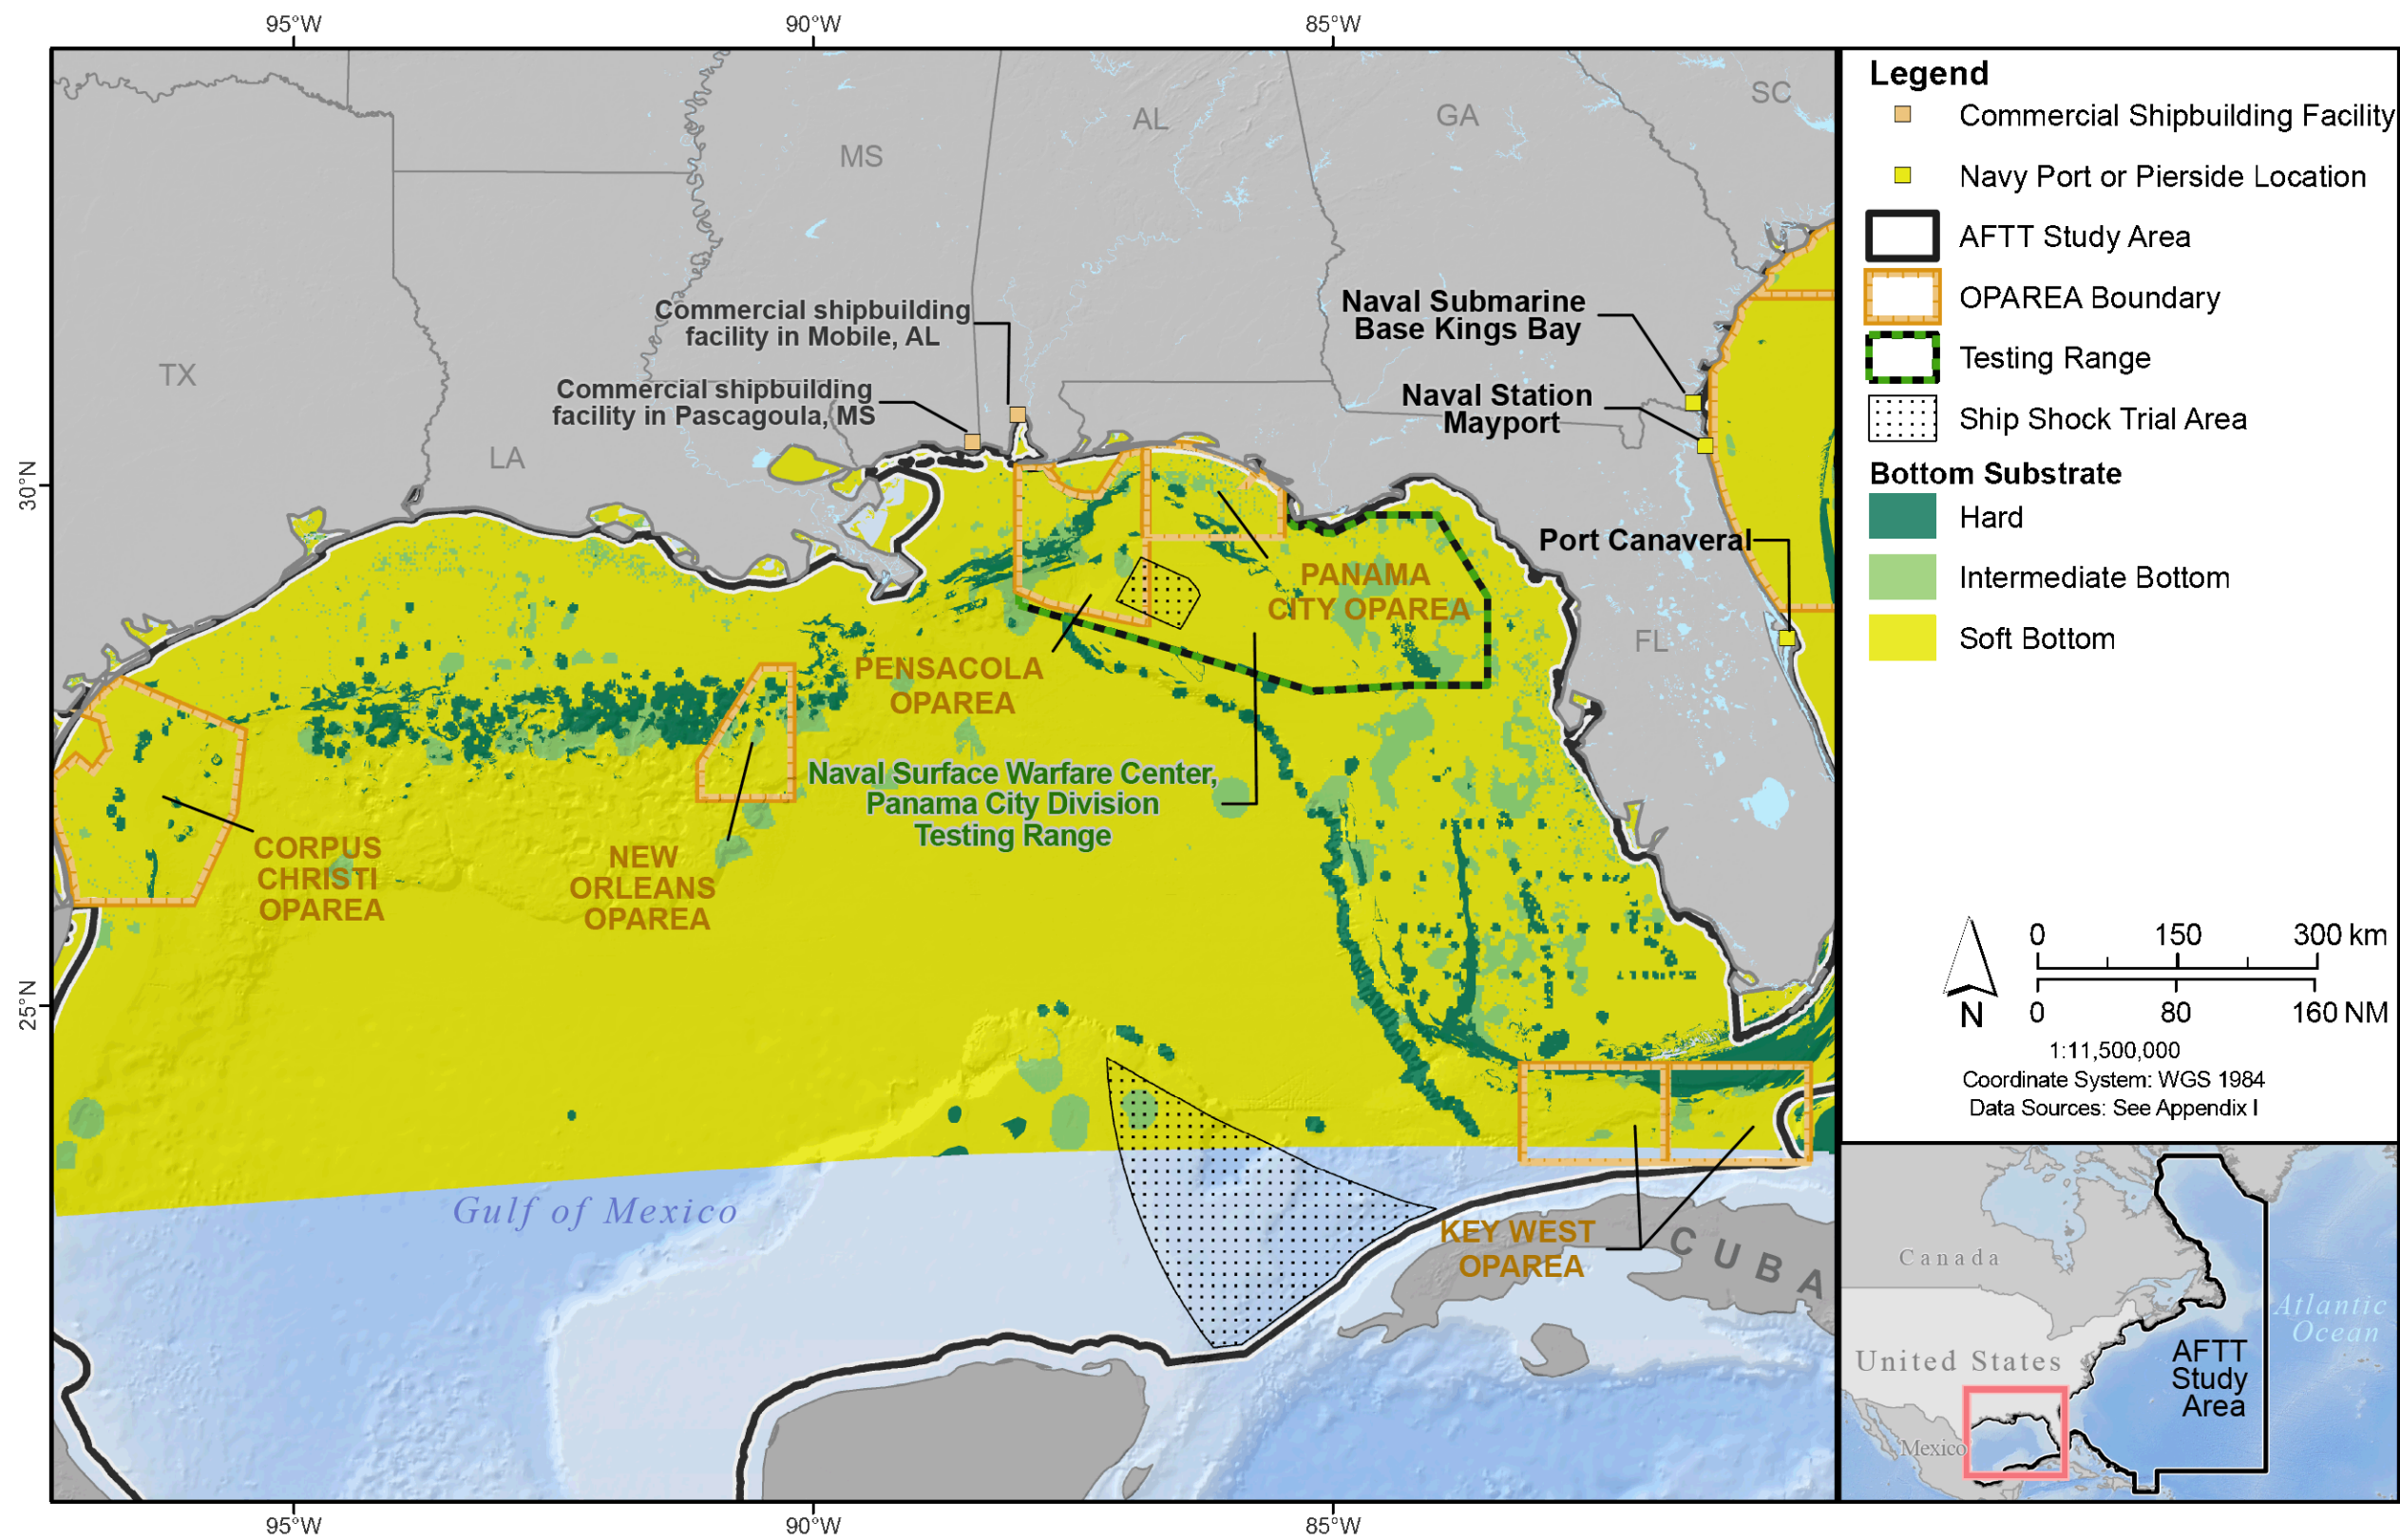 95°W
90°W
85°W
30°N
25°N
95°W
90°W
85°W
TX
LA
MS
AL
GA
SC
FL
Commercial shipbuilding
facility in Mobile, AL
Commercial shipbuilding
facility in Pascagoula, MS
Naval Submarine
Base Kings Bay
Naval Station
Mayport
Port Canaveral
PANAMA
CITY OPAREA
PENSACOLA
OPAREA
Naval Surface Warfare Center,
Panama City Division
Testing Range
CORPUS
CHRISTI
OPAREA
NEW
ORLEANS
OPAREA
Gulf of Mexico
KEY WEST
OPAREA
CUBA
Legend
Commercial Shipbuilding Facility
Navy Port or Pierside Location
AFTT Study Area
OPAREA Boundary
Testing Range
Ship Shock Trial Area
Bottom Substrate
Hard
Intermediate Bottom
Soft Bottom
N
0 150 300 km
0 80 160 NM
1:11,500,000
Coordinate System: WGS 1984
Data Sources: See Appendix I
Canada
United States
Mexico
Atlantic
Ocean
AFTT
Study
Area